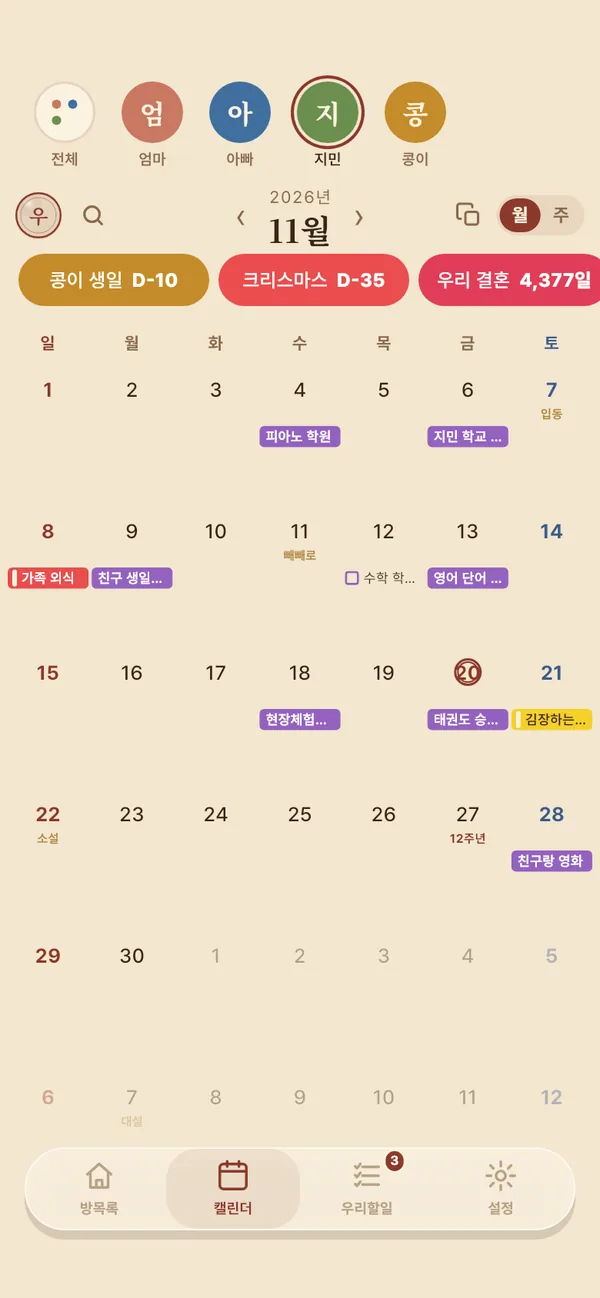 엄 아 지 콩
전체 엄마 아빠 지민 콩이
2026년
우 11월 월 주
콩이 생일 D-10 크리스마스 D-35 우리 결혼 4,377일
일 월 화 수 목 금 토
1 2 3 4 5 6 7
입동
피아노 학원 지민 학교 ...
8 9 10 11 12 13 14
빼빼로
가족 외식 친구 생일... 수학 학... 영어 단어 ...
15 16 17 18 19 20 21
현장체험... 태권도 승... 김장하는...
22 23 24 25 26 27 28
소설 12주년
친구랑 영화
29 30 1 2 3 4 5
6 7 8 9 10 11 12
대설
3
방목록 캘린더 우리할일 설정